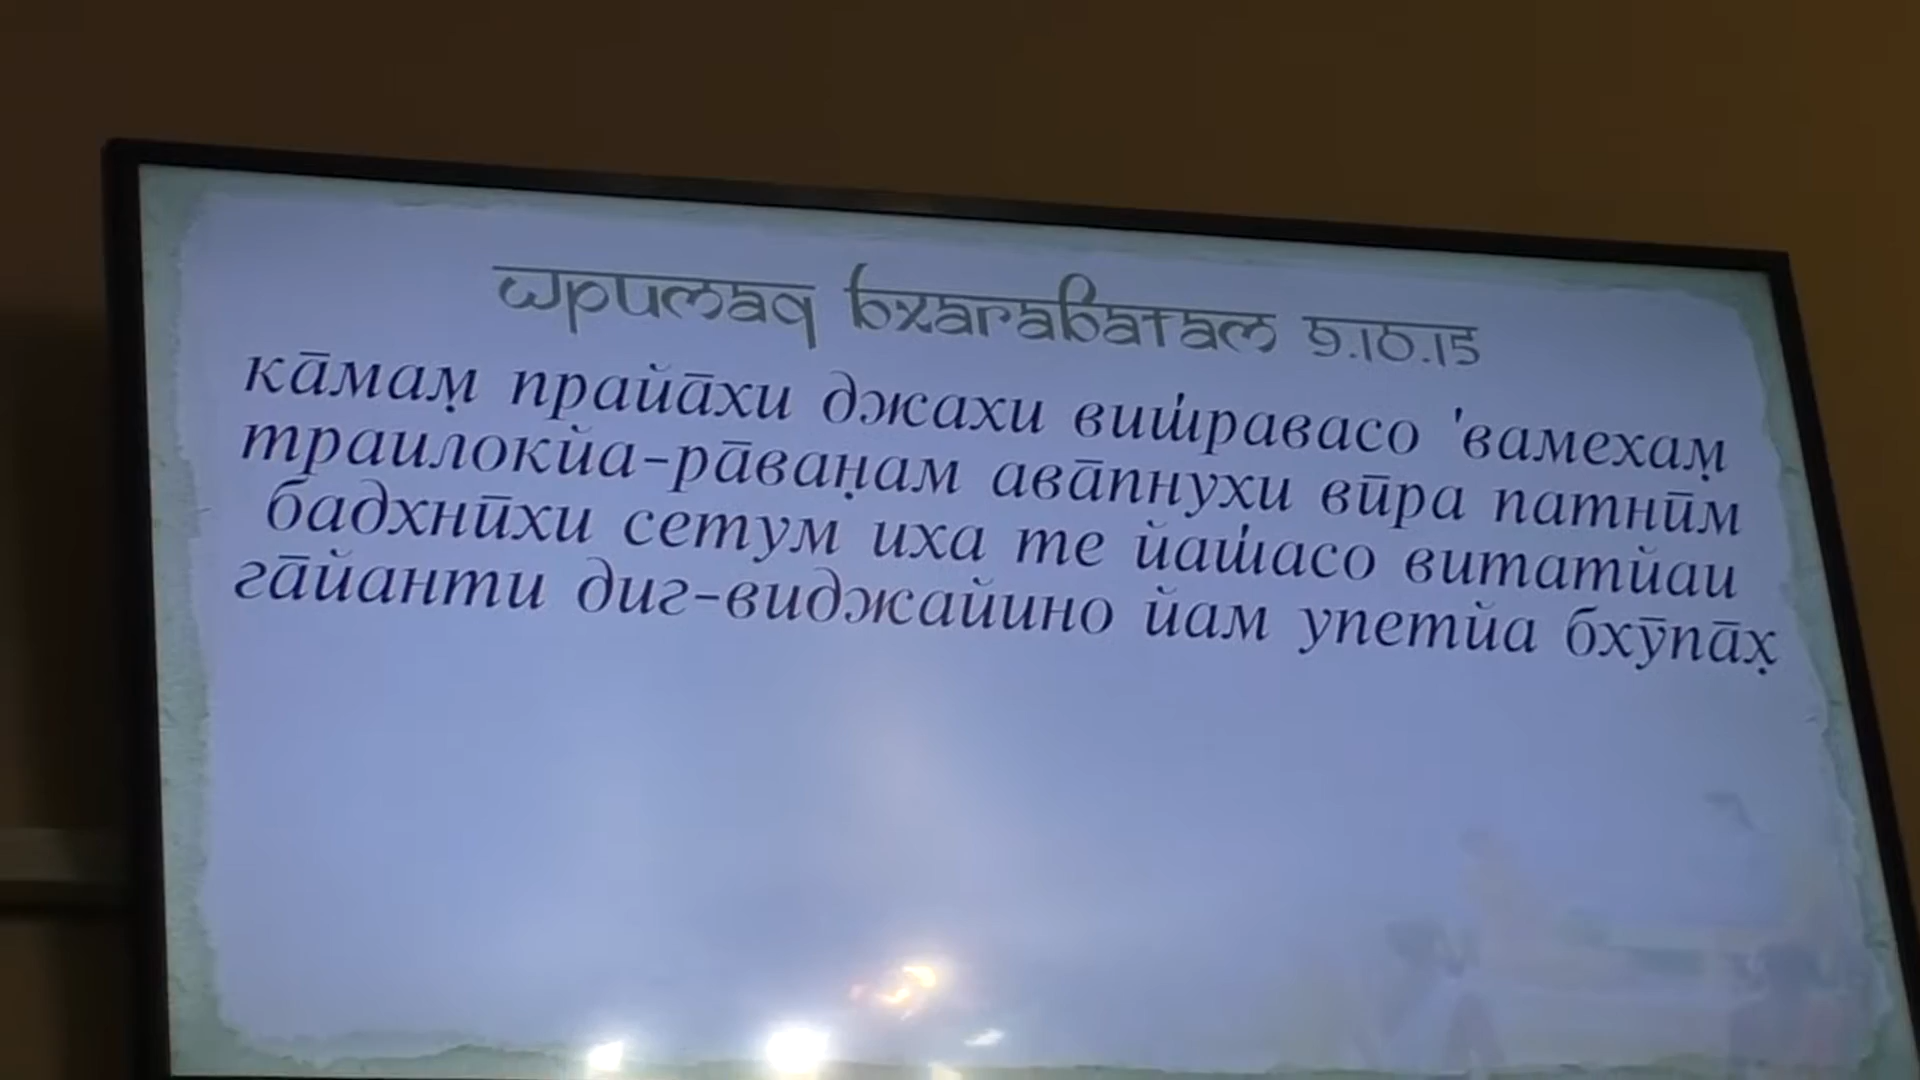 Шримад Бхагаватам 9.10.15
ка̄мам̣ прайа̄хи джахи виш́равасо 'вамехам̣
траилокйа-ра̄ван̣ам ава̄пнухи вӣра патнӣм
бадхнӣхи сетум иха те йаш́асо витатйаи
га̄йанти диг-виджайино йам упетйа бхӯпа̄х̣